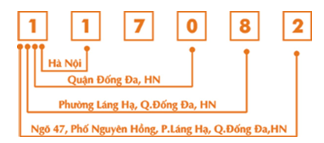 1 1 7 0 8 2
Hà Nội
Quận Đống Đa, HN
Phường Láng Hạ, Q.Đống Đa, HN
Ngõ 47, Phố Nguyên Hồng, P.Láng Hạ, Q.Đống Đa,HN